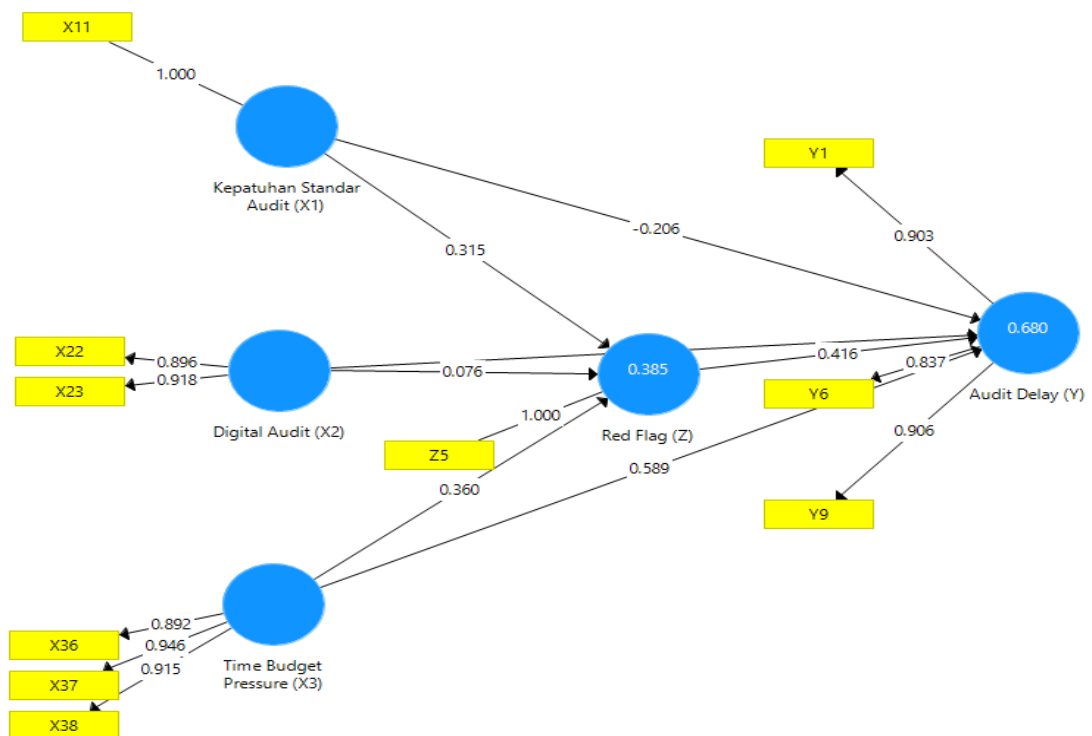 X11
1.000
Kepatuhan Standar
Audit (X1)
Y1
0.903
-0.206
0.315
X22
0.896
X23
0.918
Digital Audit (X2)
0.076
0.385
Red Flag (Z)
0.416
0.680
Audit Delay (Y)
0.837
Y6
1.000
Z5
0.360
0.589
0.906
Y9
X36
0.892
X37
0.946
X38
0.915
Time Budget
Pressure (X3)